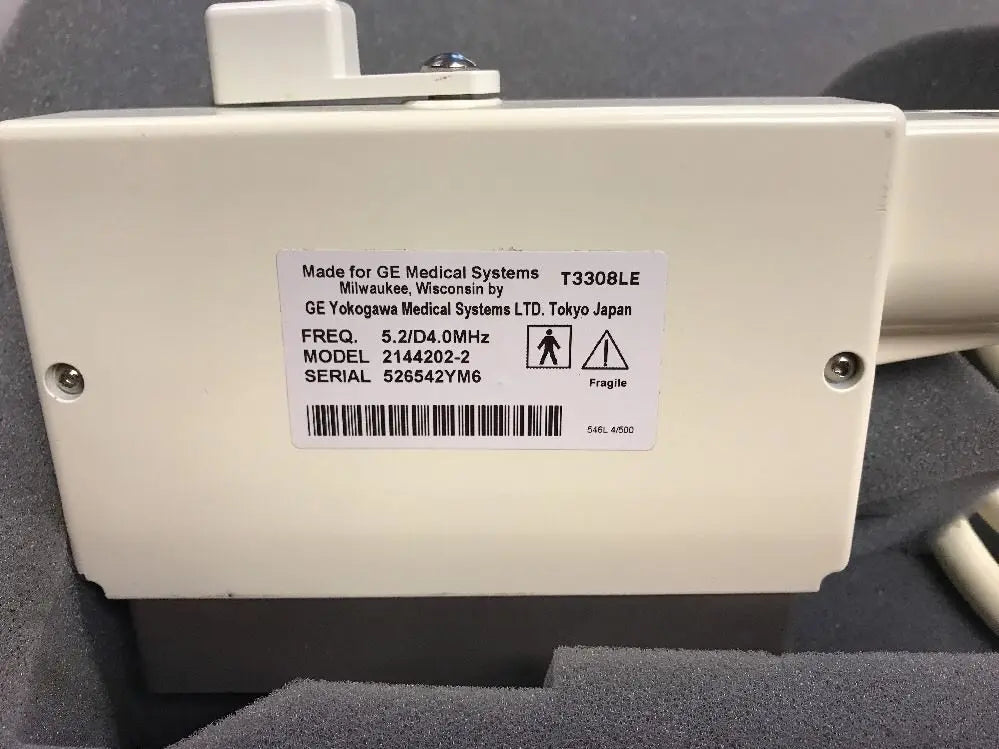 Made for GE Medical Systems T3308LE
Milwaukee, Wisconsin by
GE Yokogawa Medical Systems LTD. Tokyo Japan
FREQ. 5.2/D4.0MHz
MODEL 2144202-2
SERIAL 526542YM6
Fragile
546L 4/500